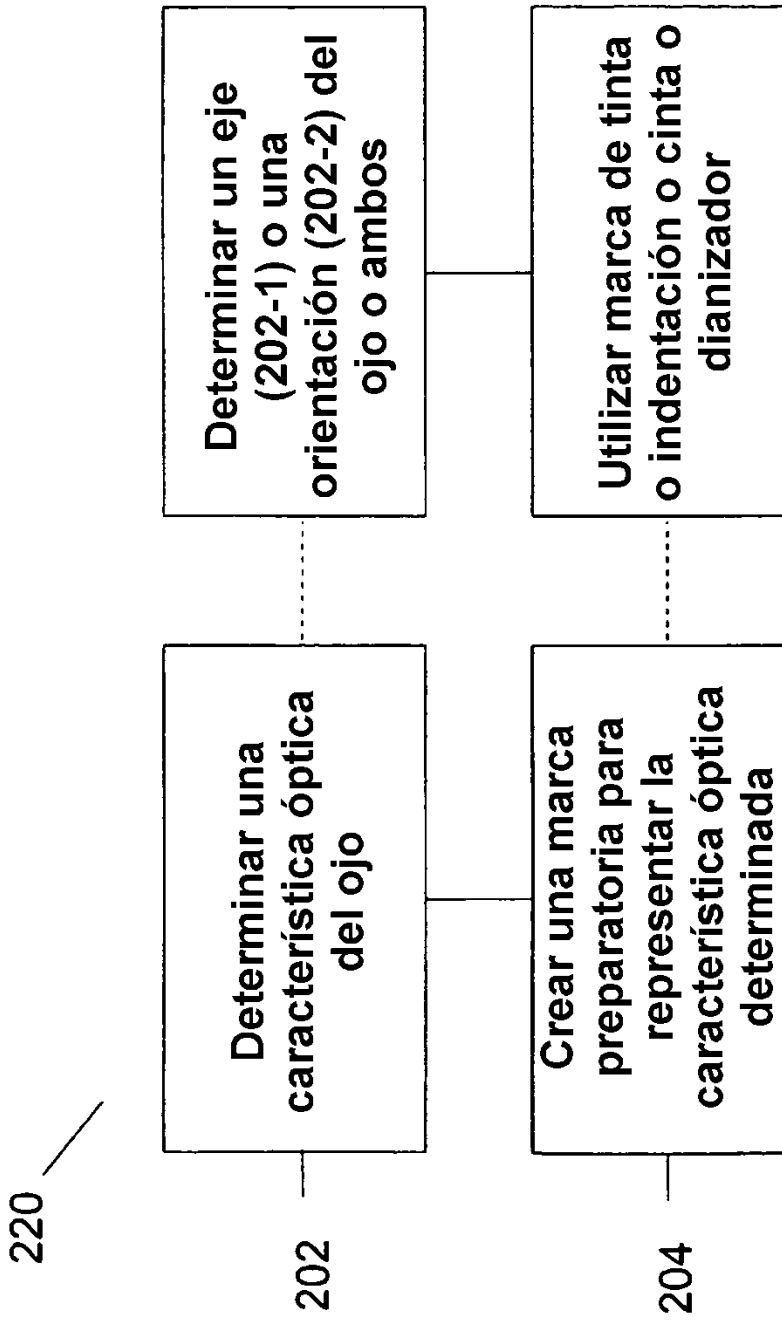 220
202
Determinar una
característica óptica
del ojo
Determinar un eje
(202-1) o una
orientación (202-2) del
ojo o ambos
204
Crear una marca
preparatoria para
representar la
característica óptica
determinada
Utilizar marca de tinta
o indentación o cinta o
dianizador